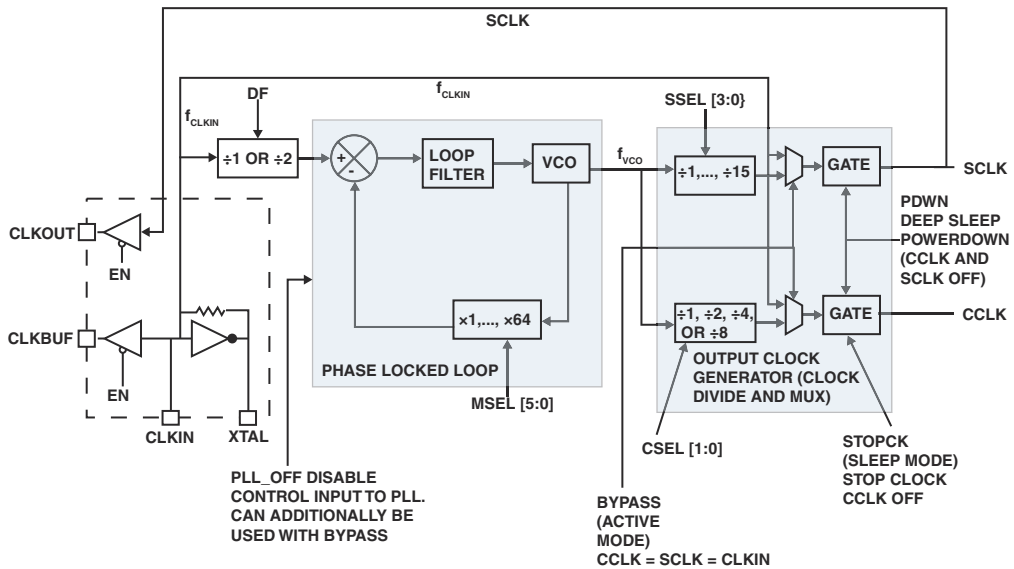 SCLK
DF
fCLKIN
fCLKIN
SSEL [3:0}
÷1 OR ÷2
+
-
LOOP
FILTER
VCO
fVCO
÷1,..., ÷15
GATE
SCLK
CLKOUT
EN
PDWN
DEEP SLEEP
POWERDOWN
(CCLK AND
SCLK OFF)
CLKBUF
EN
×1,..., ×64
÷1, ÷2, ÷4,
OR ÷8
GATE
CCLK
PHASE LOCKED LOOP
OUTPUT CLOCK
GENERATOR (CLOCK
DIVIDE AND MUX)
MSEL [5:0]
CLKIN
XTAL
CSEL [1:0]
STOPCK
(SLEEP MODE)
STOP CLOCK
CCLK OFF
PLL_OFF DISABLE
CONTROL INPUT TO PLL.
CAN ADDITIONALLY BE
USED WITH BYPASS
BYPASS
(ACTIVE
MODE)
CCLK = SCLK = CLKIN